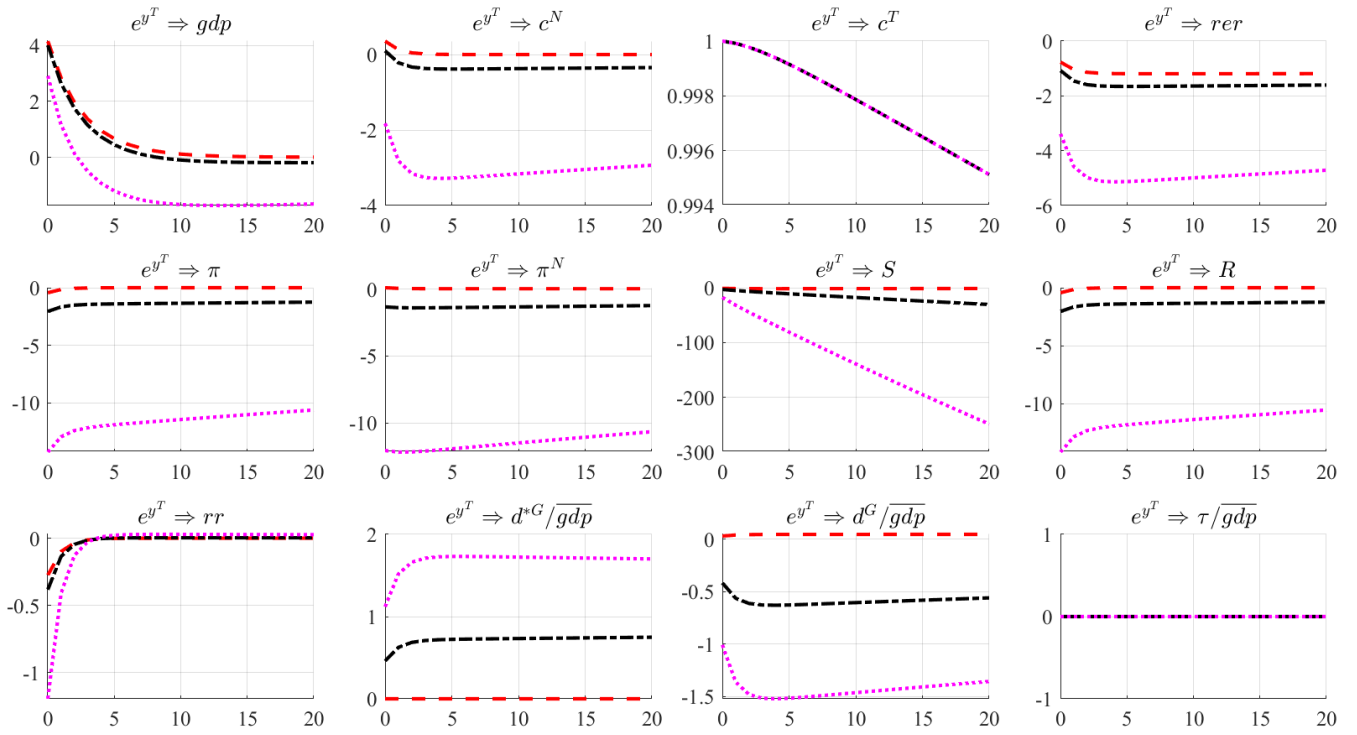 e^{y^T} ⇒ gdp
4
2
0
0 5 10 15 20
e^{y^T} ⇒ c^N
0
-2
-4
0 5 10 15 20
e^{y^T} ⇒ c^T
1
0.998
0.996
0.994
0 5 10 15 20
e^{y^T} ⇒ rer
0
-2
-4
-6
0 5 10 15 20
e^{y^T} ⇒ π
0
-5
-10
0 5 10 15 20
e^{y^T} ⇒ π^N
0
-5
-10
0 5 10 15 20
e^{y^T} ⇒ S
0
-100
-200
-300
0 5 10 15 20
e^{y^T} ⇒ R
0
-5
-10
0 5 10 15 20
e^{y^T} ⇒ rr
0
-0.5
-1
0 5 10 15 20
e^{y^T} ⇒ d^{*G}/\overline{gdp}
2
1
0
0 5 10 15 20
e^{y^T} ⇒ d^G/\overline{gdp}
0
-0.5
-1
-1.5
0 5 10 15 20
e^{y^T} ⇒ τ/\overline{gdp}
1
0
-1
0 5 10 15 20